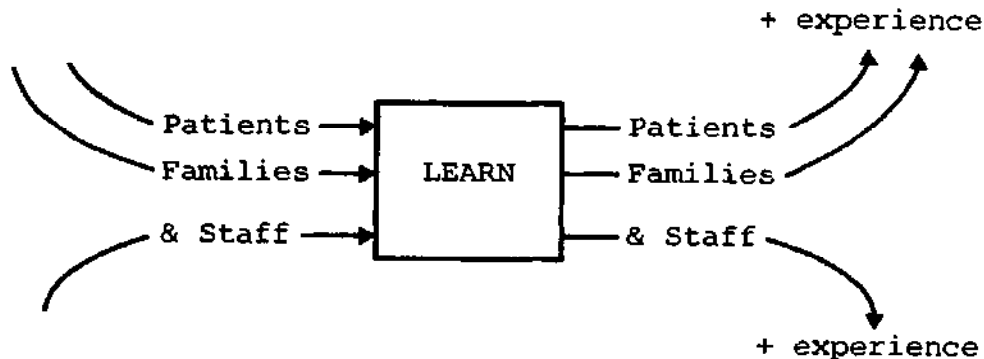 + experience
Patients LEARN Patients
Families Families
& Staff & Staff
+ experience